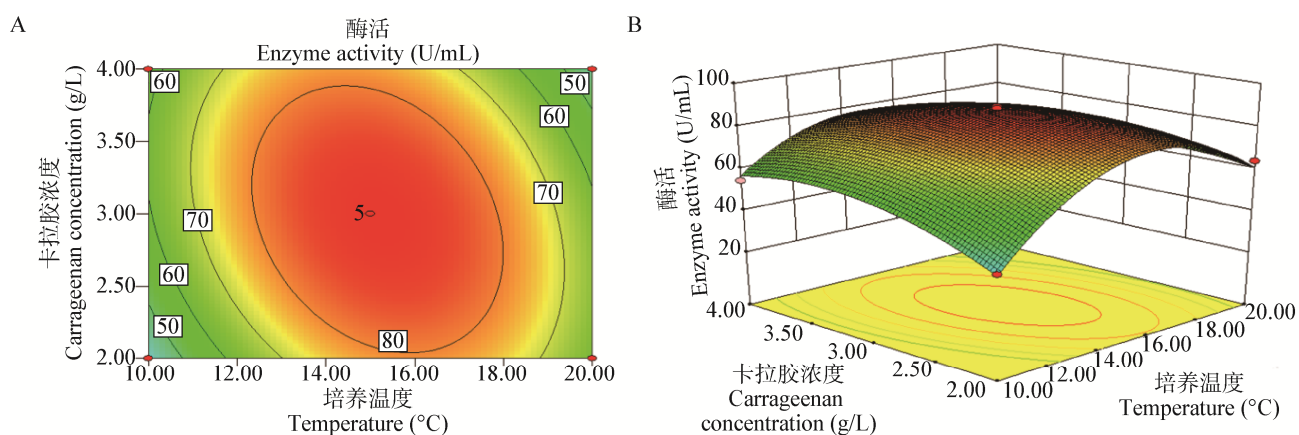 A
酶活
Enzyme activity (U/mL)
4.00
3.50
3.00
2.50
2.00
卡拉胶浓度
Carrageenan concentration (g/L)
60
50
60
70
5
70
60
50
80
10.00 12.00 14.00 16.00 18.00 20.00
培养温度
Temperature (°C)
B
100
80
60
40
20
酶活
Enzyme activity (U/mL)
4.00
3.50
3.00
2.50
2.00
卡拉胶浓度
Carrageenan
concentration (g/L)
10.00
12.00
14.00
16.00
18.00
20.00
培养温度
Temperature (°C)